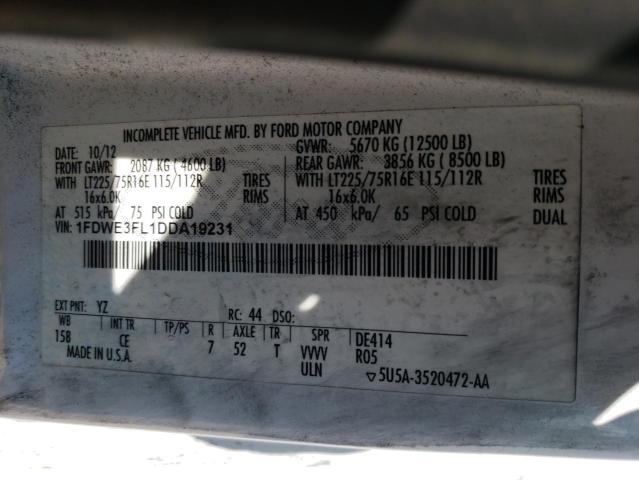 INCOMPLETE VEHICLE MFD. BY FORD MOTOR COMPANY
DATE: 10/12 GVWR: 5670 KG (12500 LB)
FRONT GAWR: 2087 KG ( 4600 LB) REAR GAWR: 3856 KG ( 8500 LB)
WITH LT225/75R16E 115/112R TIRES WITH LT225/75R16E 115/112R TIRES
16x6.0K RIMS 16x6.0K RIMS
AT 515 kPa/ 75 PSI COLD AT 450 kPa/ 65 PSI COLD DUAL
VIN: 1FDWE3FL1DDA19231
EXT PNT: YZ RC: 44 DSO:
WB INT TR TP/PS R AXLE TR SPR DE414
158 CE 7 52 T VVVV R05
MADE IN U.S.A. ULN ▽5U5A-3520472-AA